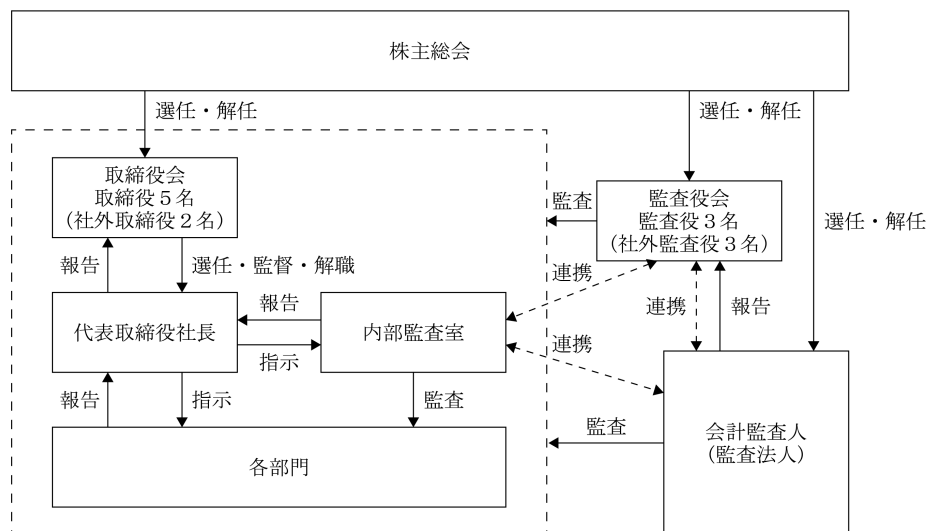 株主総会
選任・解任
選任・解任
取締役会
取締役5名
(社外取締役2名)
監査
監査役会
監査役3名
(社外監査役3名)
選任・解任
報告
選任・監督・解職
連携
報告
連携
報告
代表取締役社長
内部監査室
指示
連携
報告
指示
監査
監査
会計監査人
(監査法人)
各部門